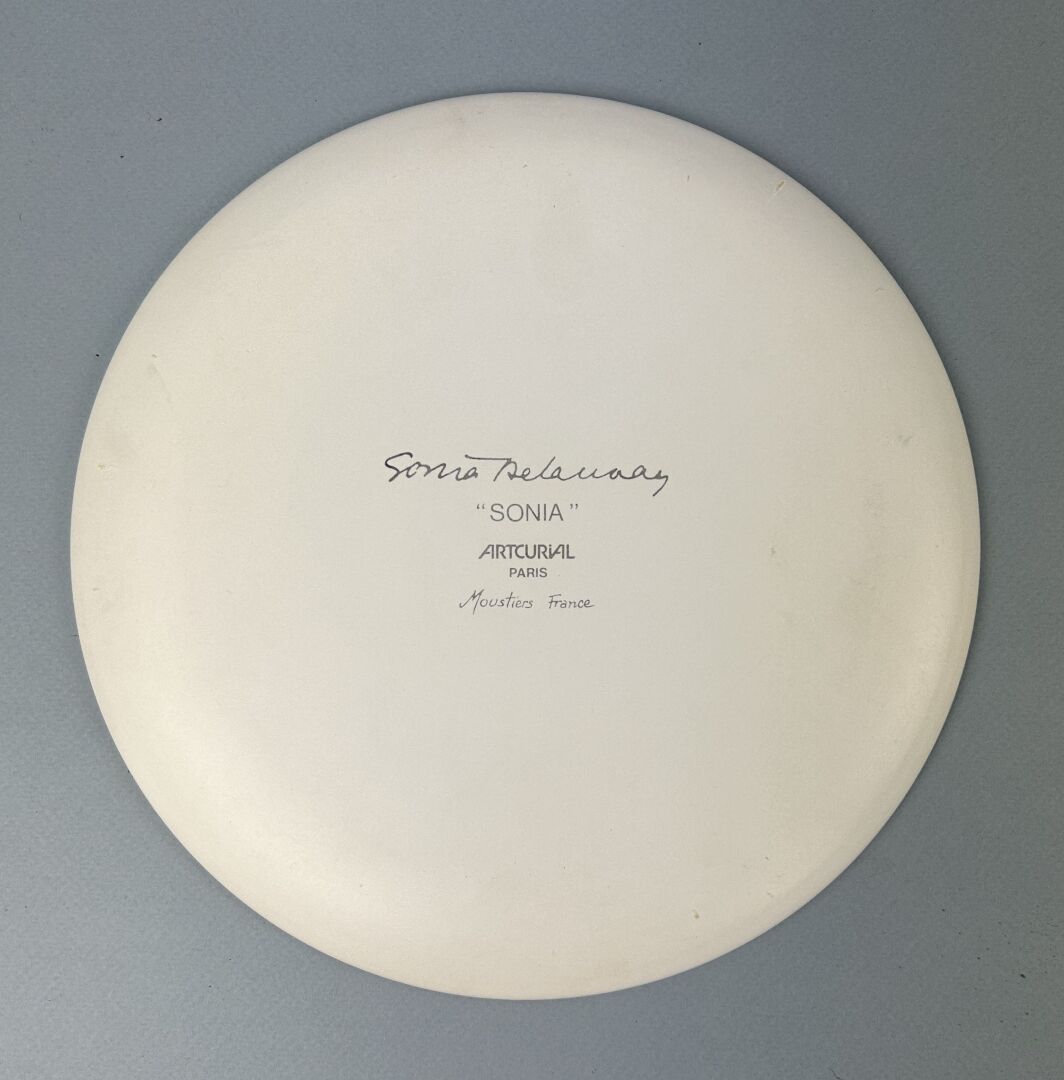 Sonia Delaunay
“SONIA”
ARTCURIAL
PARIS
Moustiers France